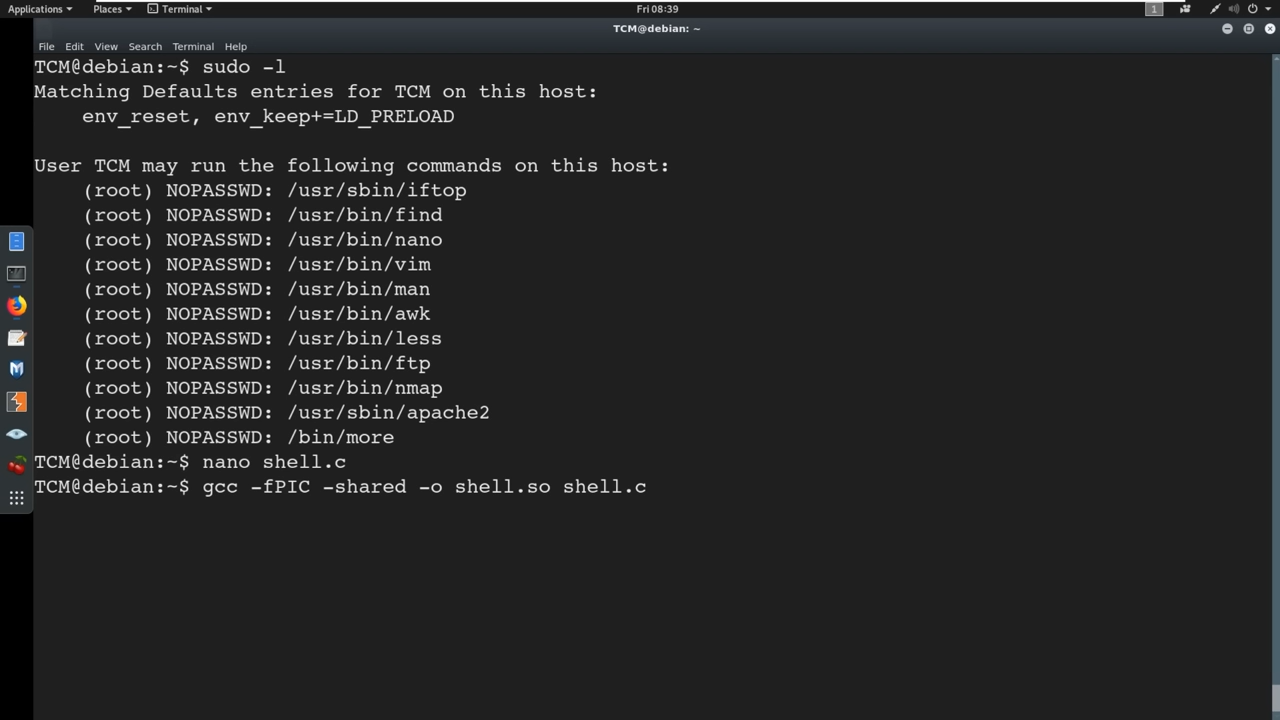 Applications Places Terminal Fri 08:39 1
TCM@debian: ~
File Edit View Search Terminal Help
TCM@debian:~$ sudo -l
Matching Defaults entries for TCM on this host:
    env_reset, env_keep+=LD_PRELOAD

User TCM may run the following commands on this host:
    (root) NOPASSWD: /usr/sbin/iftop
    (root) NOPASSWD: /usr/bin/find
    (root) NOPASSWD: /usr/bin/nano
    (root) NOPASSWD: /usr/bin/vim
    (root) NOPASSWD: /usr/bin/man
    (root) NOPASSWD: /usr/bin/awk
    (root) NOPASSWD: /usr/bin/less
    (root) NOPASSWD: /usr/bin/ftp
    (root) NOPASSWD: /usr/bin/nmap
    (root) NOPASSWD: /usr/sbin/apache2
    (root) NOPASSWD: /bin/more
TCM@debian:~$ nano shell.c
TCM@debian:~$ gcc -fPIC -shared -o shell.so shell.c